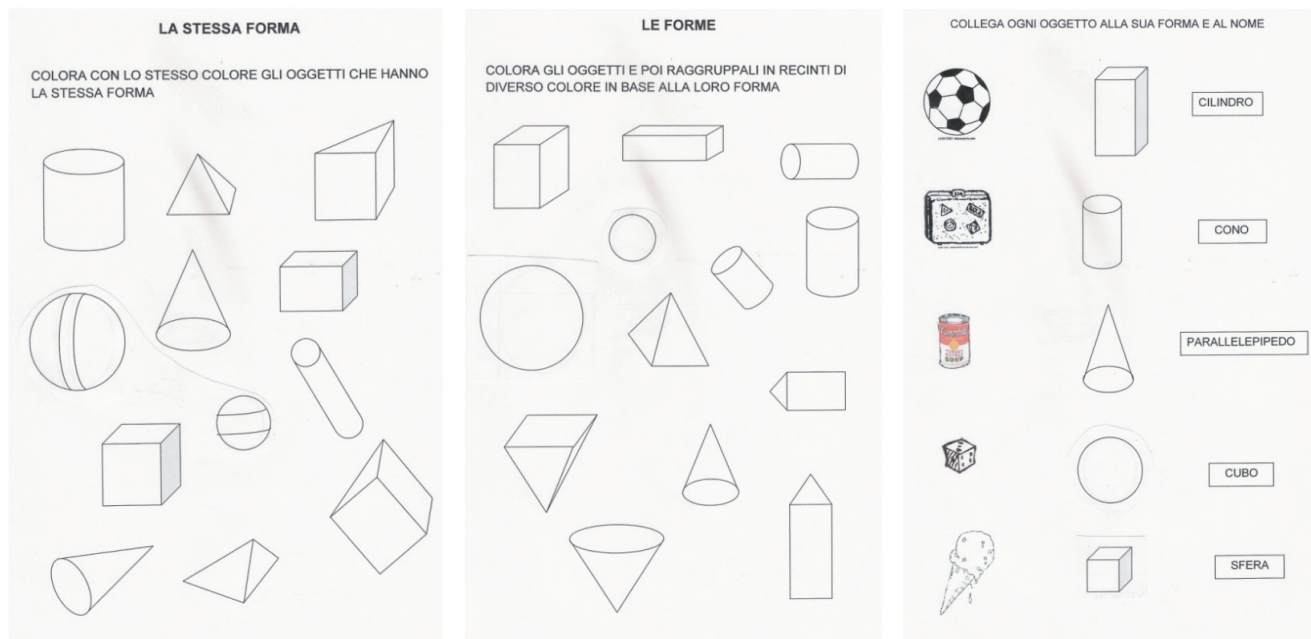 LA STESSA FORMA
COLORA CON LO STESSO COLORE GLI OGGETTI CHE HANNO
LA STESSA FORMA
LE FORME
COLORA GLI OGGETTI E POI RAGGRUPPALI IN RECINTI DI
DIVERSO COLORE IN BASE ALLA LORO FORMA
COLLEGA OGNI OGGETTO ALLA SUA FORMA E AL NOME
CILINDRO
CONO
PARALLELEPIPEDO
SOUP
CUBO
SFERA